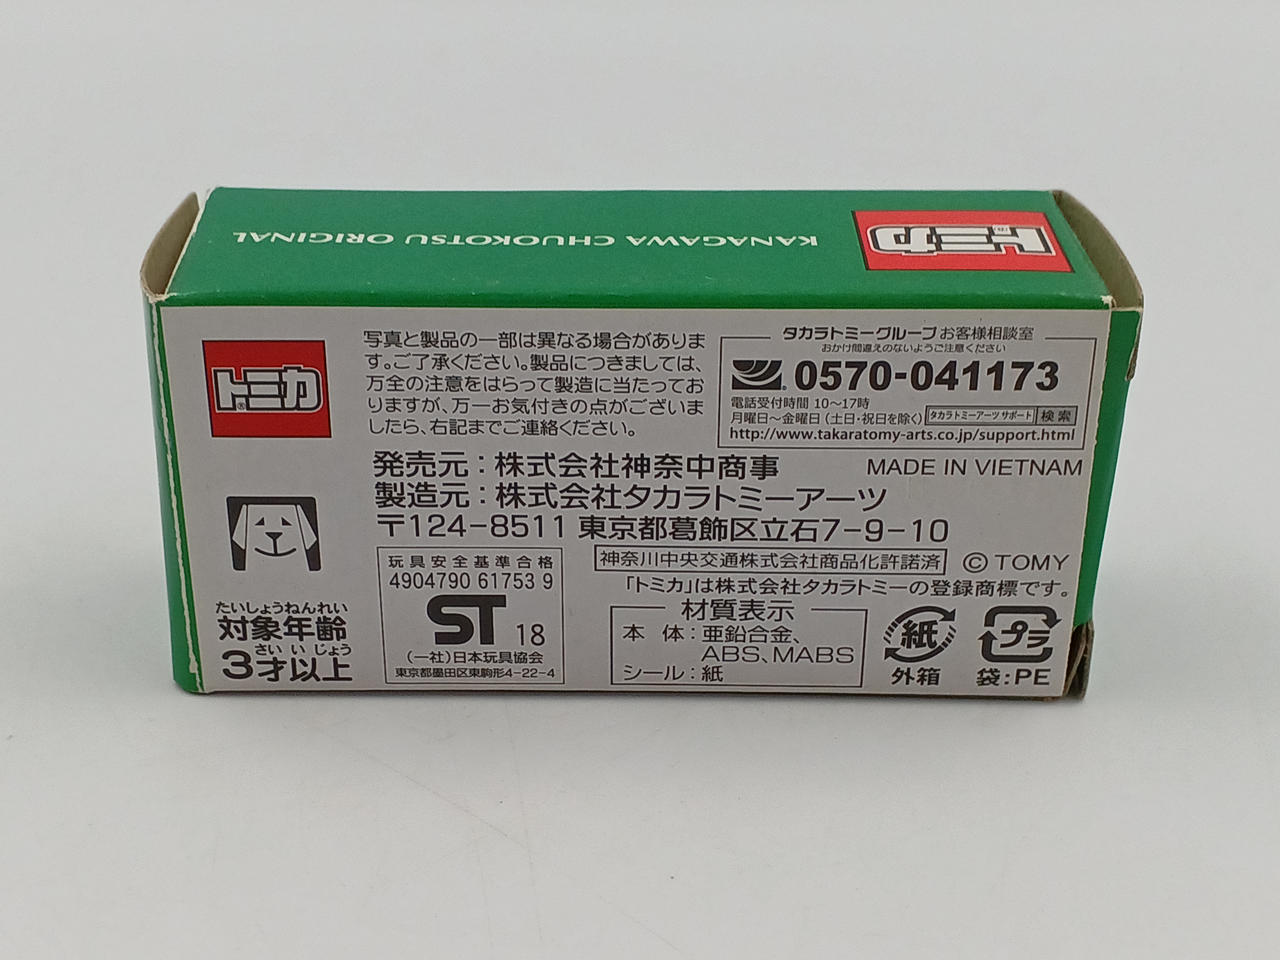 KANAGAWA CHUOKOTSU ORIGINAL
トミカ
トミカ
写真と製品の一部は異なる場合がありま
す。ご了承ください。製品につきましては、
万全の注意をはらって製造に当たってお
りますが、万一お気付きの点がございま
したら、右記までご連絡ください。
タカラトミーグループお客様相談室
おかけ間違えのないようご注意ください
0570-041173
電話受付時間 10～17時
月曜日～金曜日(土日・祝日を除く) タカラトミーアーツ サポート 検索
http://www.takaratomy-arts.co.jp/support.html
発売元：株式会社神奈中商事
MADE IN VIETNAM
製造元：株式会社タカラトミーアーツ
〒124-8511 東京都葛飾区立石7-9-10
神奈川中央交通株式会社商品化許諾済
© TOMY
「トミカ」は株式会社タカラトミーの登録商標です。
たいしょうねんれい
対象年齢
さい い じょう
3才以上
玩具安全基準合格
4904790 61753 9
ST 18
(一社)日本玩具協会
東京都墨田区東駒形4-22-4
材質表示
本 体：亜鉛合金、
ABS、MABS
シール：紙
紙
外箱
プラ
袋：PE